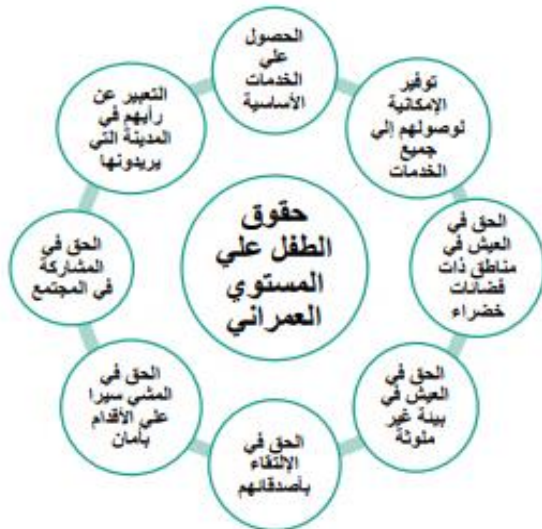 حقوق
الطفل علي
المستوي
العمراني
الحصول
علي
الخدمات
الأساسية
توفير
الإمكانية
لوصولهم إلي
جميع
الخدمات
الحق في
العيش في
مناطق ذات
فضائات
خضراء
الحق في
العيش في
بيئة غير
ملوثة
الحق في
الإلتقاء
بأصدقائهم
الحق في
المشي سيرا
علي الأقدام
بأمان
الحق في
المشاركة
في المجتمع
التعبير عن
رأيهم في
المدينة التي
يريدونها